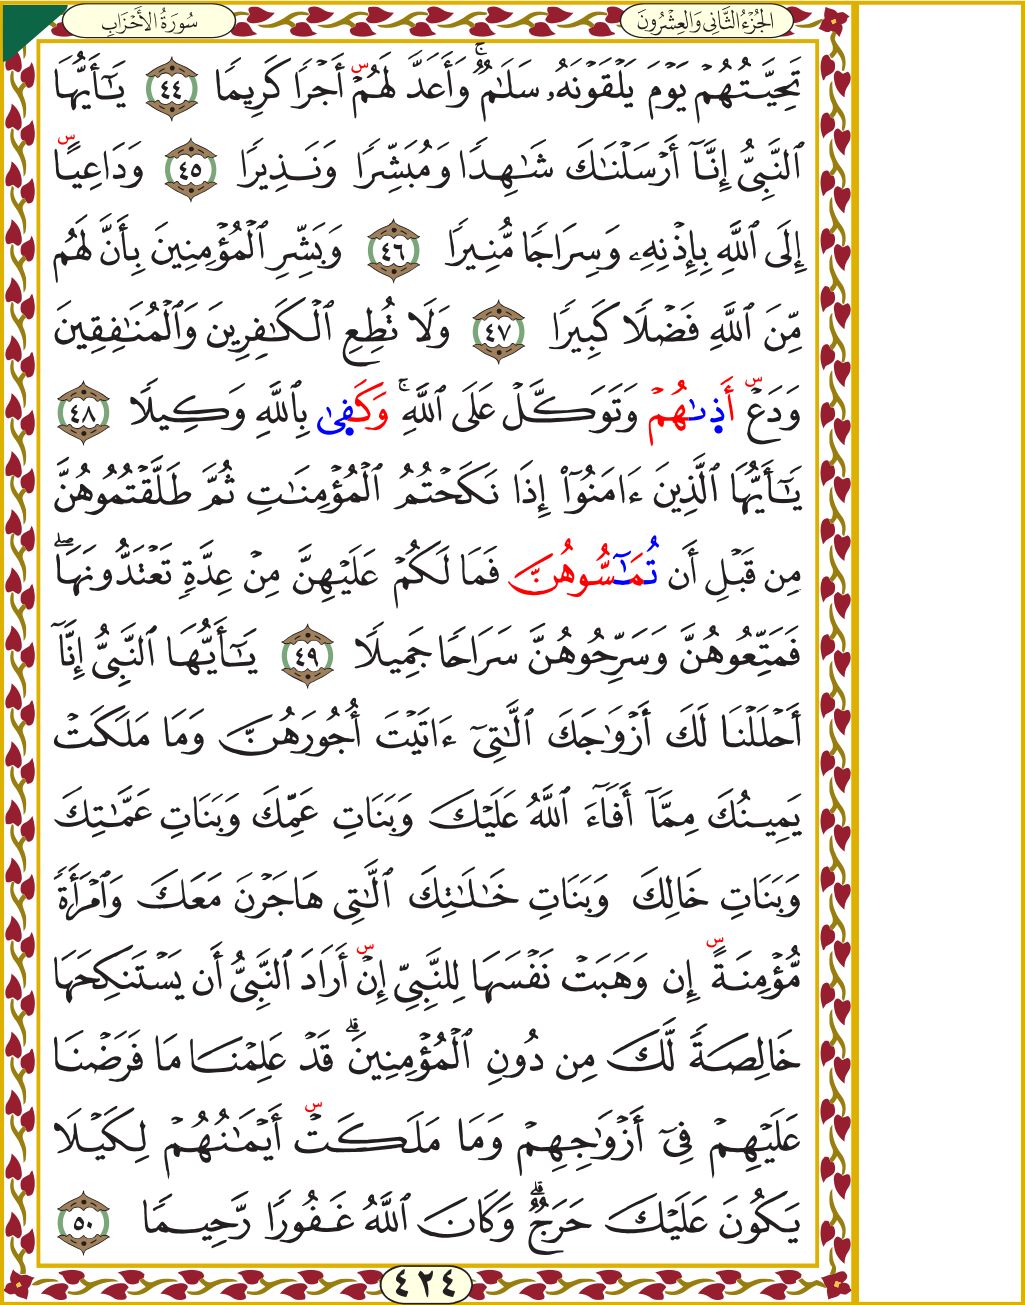 الجُزْءُ الثَّانِي وَالعِشْرُونَ
سُورَةُ الأَحْزَابِ
تَحِيَّتُهُمْ يَوْمَ يَلْقَوْنَهُۥ سَلَٰمٌۚ وَأَعَدَّ لَهُمْ أَجْرًا كَرِيمًا ٤٤ يَٰٓأَيُّهَا
ٱلنَّبِىُّ إِنَّآ أَرْسَلْنَٰكَ شَٰهِدًا وَمُبَشِّرًا وَنَذِيرًا ٤٥ وَدَاعِيًا
إِلَى ٱللَّهِ بِإِذْنِهِۦ وَسِرَاجًا مُّنِيرًا ٤٦ وَبَشِّرِ ٱلْمُؤْمِنِينَ بِأَنَّ لَهُم
مِّنَ ٱللَّهِ فَضْلًا كَبِيرًا ٤٧ وَلَا تُطِعِ ٱلْكَٰفِرِينَ وَٱلْمُنَٰفِقِينَ
وَدَعْ أَذَىٰهُمْ وَتَوَكَّلْ عَلَى ٱللَّهِۚ وَكَفَىٰ بِٱللَّهِ وَكِيلًا ٤٨
يَٰٓأَيُّهَا ٱلَّذِينَ ءَامَنُوٓا۟ إِذَا نَكَحْتُمُ ٱلْمُؤْمِنَٰتِ ثُمَّ طَلَّقْتُمُوهُنَّ
مِن قَبْلِ أَن تُمَٰٓسُّوهُنَّ فَمَا لَكُمْ عَلَيْهِنَّ مِنْ عِدَّةٍ تَعْتَدُّونَهَاۖ
فَمَتِّعُوهُنَّ وَسَرِّحُوهُنَّ سَرَاحًا جَمِيلًا ٤٩ يَٰٓأَيُّهَا ٱلنَّبِىُّ إِنَّآ
أَحْلَلْنَا لَكَ أَزْوَٰجَكَ ٱلَّٰتِىٓ ءَاتَيْتَ أُجُورَهُنَّ وَمَا مَلَكَتْ
يَمِينُكَ مِمَّآ أَفَآءَ ٱللَّهُ عَلَيْكَ وَبَنَاتِ عَمِّكَ وَبَنَاتِ عَمَّٰتِكَ
وَبَنَاتِ خَالِكَ وَبَنَاتِ خَٰلَٰتِكَ ٱلَّٰتِى هَاجَرْنَ مَعَكَ وَٱمْرَأَةً
مُّؤْمِنَةً إِن وَهَبَتْ نَفْسَهَا لِلنَّبِىِّ إِنْ أَرَادَ ٱلنَّبِىُّ أَن يَسْتَنكِحَهَا
خَالِصَةً لَّكَ مِن دُونِ ٱلْمُؤْمِنِينَۗ قَدْ عَلِمْنَا مَا فَرَضْنَا
عَلَيْهِمْ فِىٓ أَزْوَٰجِهِمْ وَمَا مَلَكَتْ أَيْمَٰنُهُمْ لِكَيْلَا
يَكُونَ عَلَيْكَ حَرَجٌۗ وَكَانَ ٱللَّهُ غَفُورًا رَّحِيمًا ٥٠
٤٢٤